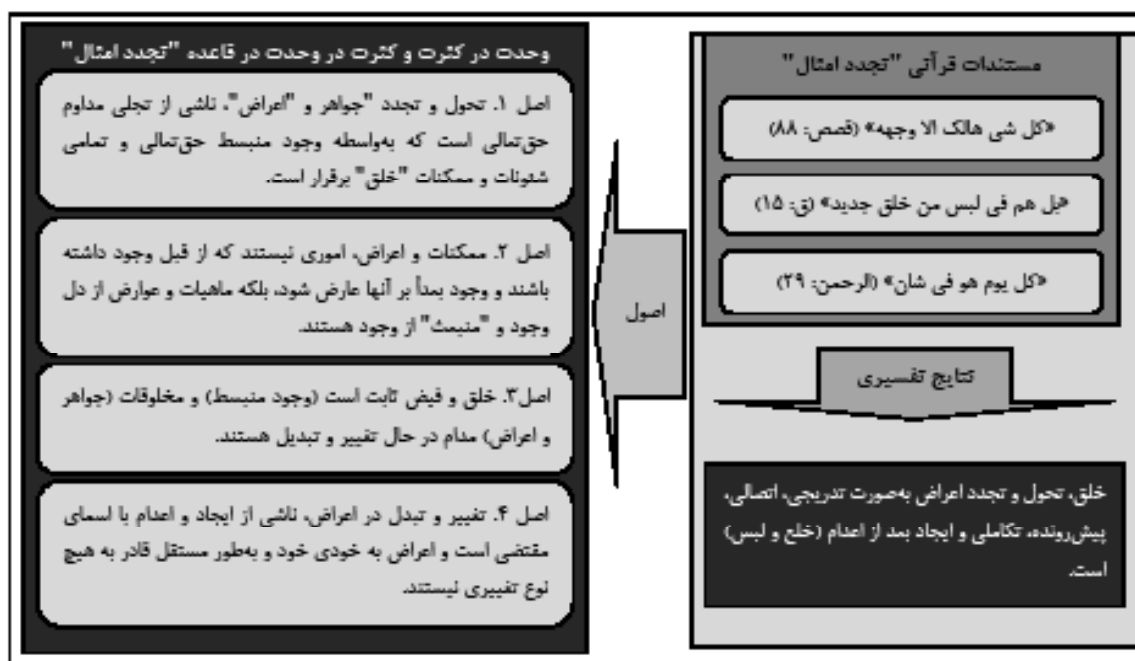 مستندات قرآنی "تجدد امثال"
«کل شی هالک الا وجهه» (قصص: ۸۸)
«بل هم فی لبس من خلق جدید» (ق: ۱۵)
«کل یوم هو فی شان» (الرحمن: ۲۹)
نتایج تفسیری
خلق، تحول و تجدد اعراض به‌صورت تدریجی، اتصالی،
پیش‌رونده، تکاملی و ایجاد بعد از اعدام (خلع و لبس)
است.
اصول
وحدت در کثرت و کثرت در وحدت در قاعده "تجدد امثال"
اصل ۱. تحول و تجدد "جواهر و "اعراض"، ناشی از تجلی مداوم
حق‌تعالی است که به‌واسطه وجود منبسط حق‌تعالی و تمامی
شئونات و ممکنات "خلق" برقرار است.
اصل ۲. ممکنات و اعراض، اموری نیستند که از قبل وجود داشته
باشند و وجود بعداً بر آنها عارض شود، بلکه ماهیات و عوارض از دل
وجود و "منبعث" از وجود هستند.
اصل۳. خلق و فیض ثابت است (وجود منبسط) و مخلوقات (جواهر
و اعراض) مدام در حال تغییر و تبدیل هستند.
اصل ۴. تغییر و تبدل در اعراض، ناشی از ایجاد و اعدام با اسمای
مقتضی است و اعراض به خودی خود و به‌طور مستقل قادر به هیچ
نوع تغییری نیستند.